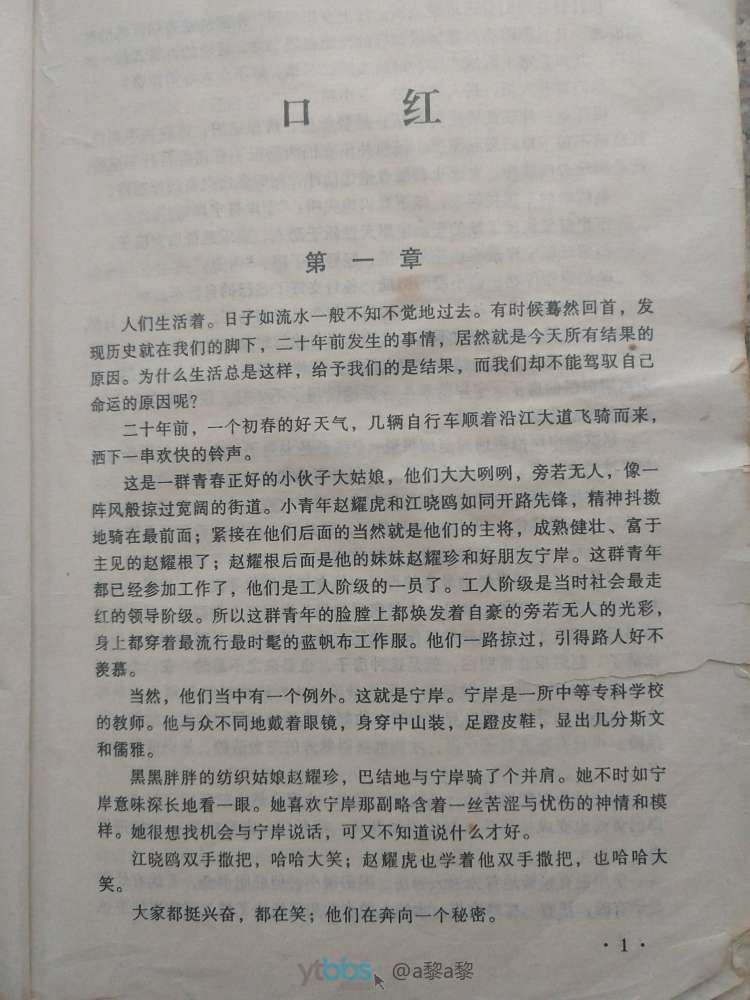 口 红
第 一 章
人们生活着。日子如流水一般不知不觉地过去。有时候蓦然回首，发
现历史就在我们的脚下，二十年前发生的事情，居然就是今天所有结果的
原因。为什么生活总是这样，给予我们的是结果，而我们却不能驾驭自己
命运的原因呢？
二十年前，一个初春的好天气，几辆自行车顺着沿江大道飞骑而来，
洒下一串欢快的铃声。
这是一群青春正好的小伙子大姑娘，他们大大咧咧，旁若无人，像一
阵风般掠过宽阔的街道。小青年赵耀虎和江晓鸥如同开路先锋，精神抖擞
地骑在最前面；紧接在他们后面的当然就是他们的主将，成熟健壮、富于
主见的赵耀根了；赵耀根后面是他的妹妹赵耀珍和好朋友宁岸。这群青年
都已经参加工作了，他们是工人阶级的一员了。工人阶级是当时社会最走
红的领导阶级。所以这群青年的脸膛上都焕发着自豪的旁若无人的光彩，
身上都穿着最流行最时髦的蓝帆布工作服。他们一路掠过，引得路人好不
羡慕。
当然，他们当中有一个例外。这就是宁岸。宁岸是一所中等专科学校
的教师。他与众不同地戴着眼镜，身穿中山装，足蹬皮鞋，显出几分斯文
和儒雅。
黑黑胖胖的纺织姑娘赵耀珍，巴结地与宁岸骑了个并肩。她不时如宁
岸意味深长地看一眼。她喜欢宁岸那副略含着一丝苦涩与忧伤的神情和模
样。她很想找机会与宁岸说话，可又不知道说什么才好。
江晓鸥双手撒把，哈哈大笑；赵耀虎也学着他双手撒把，也哈哈大
笑。
大家都挺兴奋，都在笑；他们在奔向一个秘密。
· 1 ·
ytbbs @a黎a黎